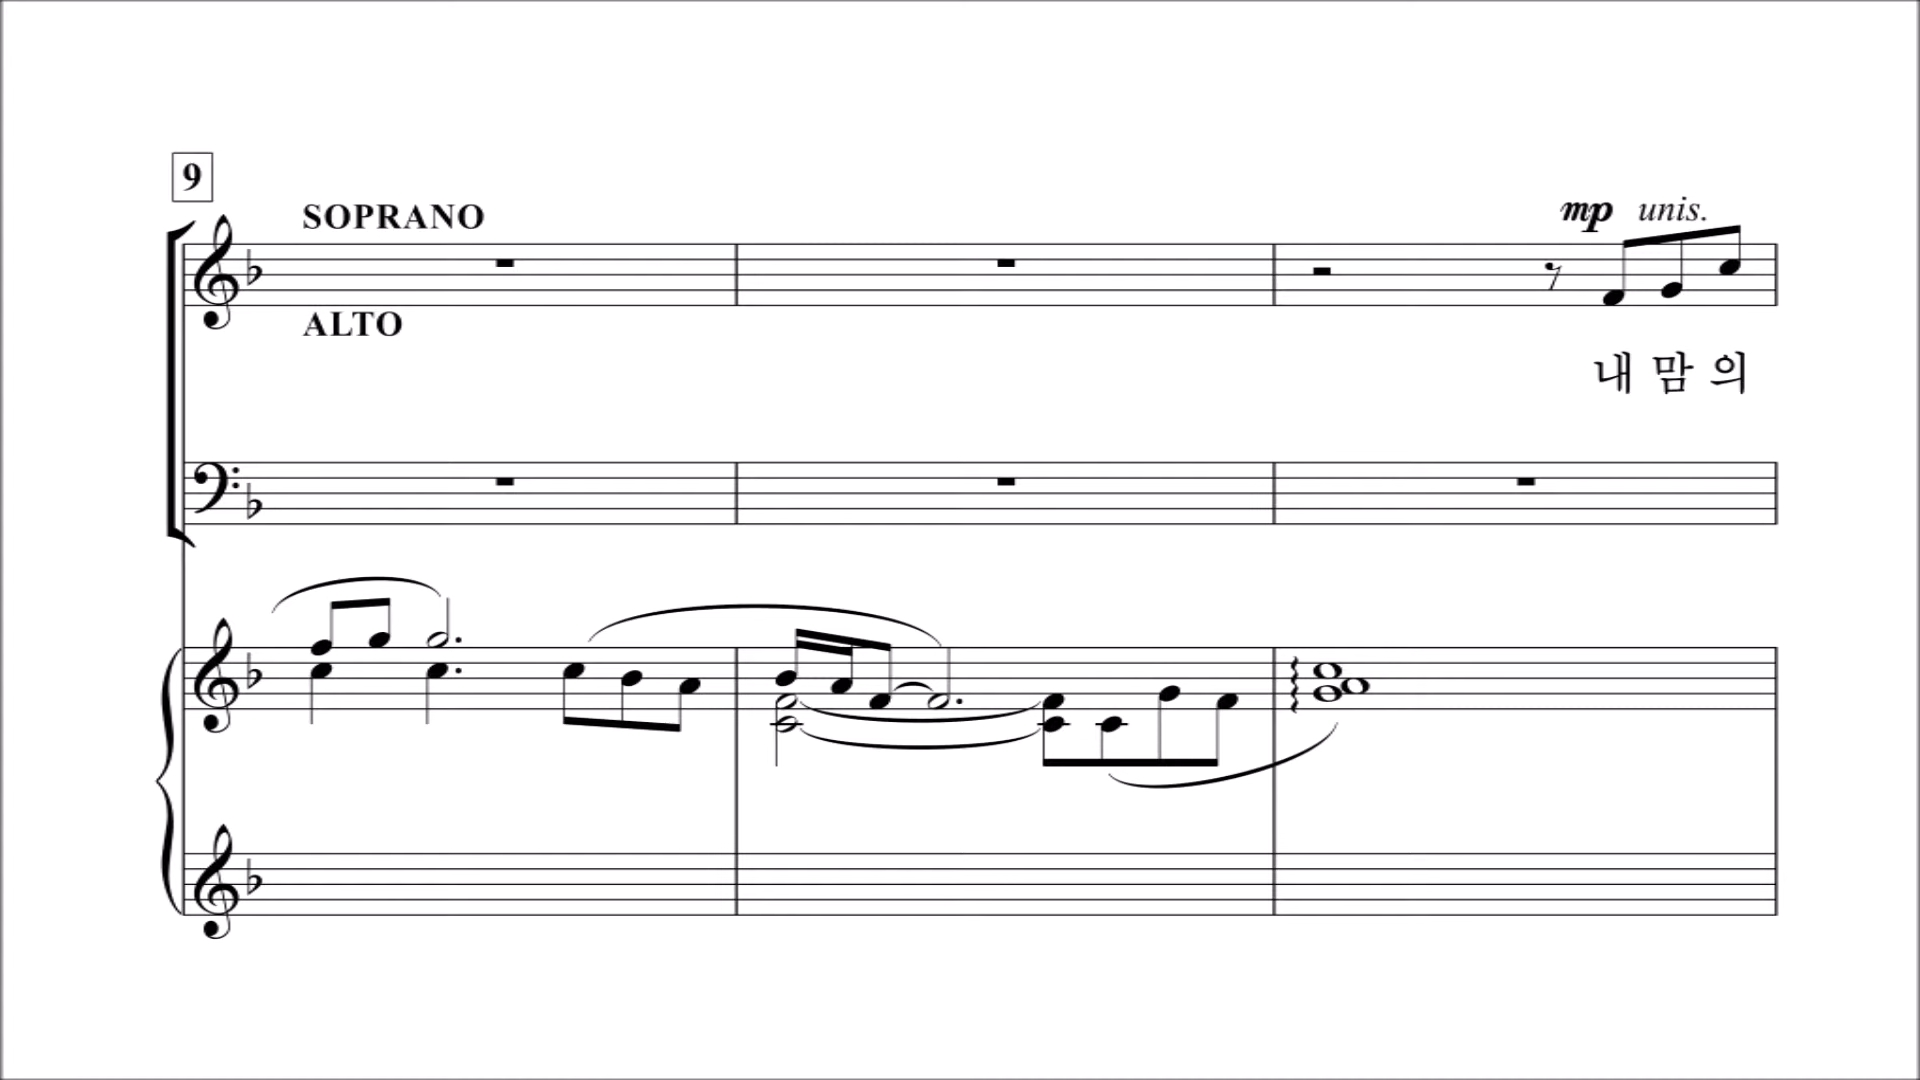 9
SOPRANO
mp unis.
ALTO
내 맘 의